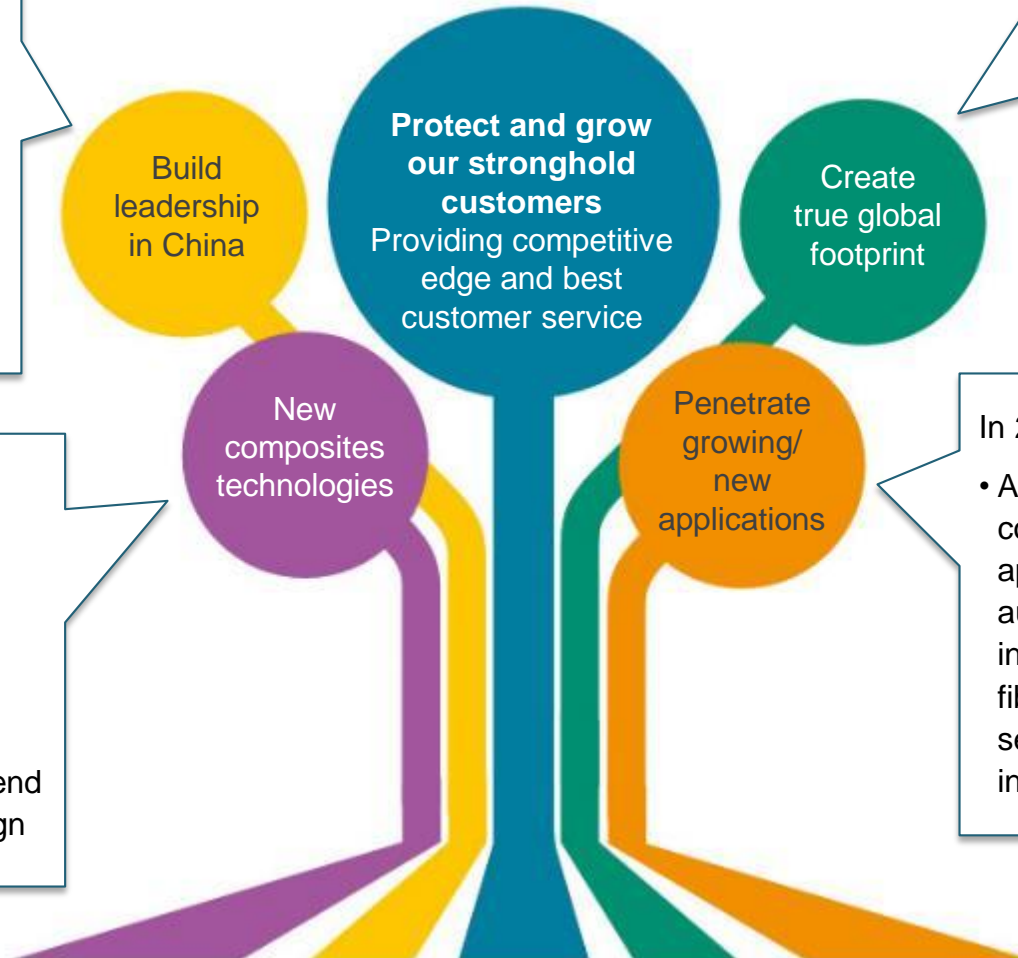 Protect and grow
our stronghold
customers
Providing competitive
edge and best
customer service
Build
leadership
in China
Create
true global
footprint
New
composites
technologies
Penetrate
growing/
new
applications
In
• A